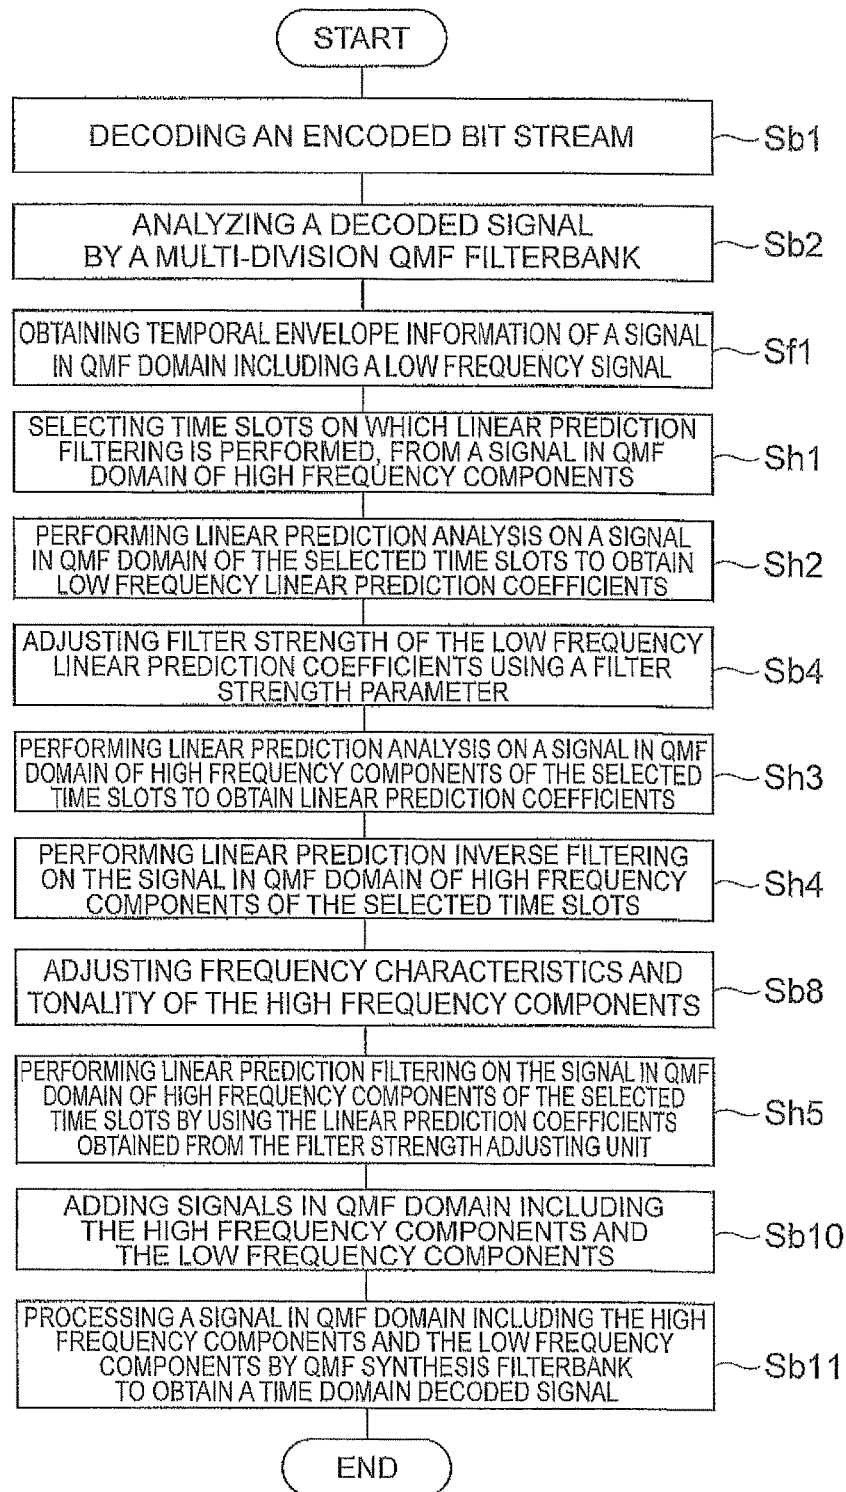 START
DECODING AN ENCODED BIT STREAM
Sb1
ANALYZING A DECODED SIGNAL
BY A MULTI-DIVISION QMF FILTERBANK
Sb2
OBTAINING TEMPORAL ENVELOPE INFORMATION OF A SIGNAL
IN QMF DOMAIN INCLUDING A LOW FREQUENCY SIGNAL
Sf1
SELECTING TIME SLOTS ON WHICH LINEAR PREDICTION
FILTERING IS PERFORMED, FROM A SIGNAL IN QMF
DOMAIN OF HIGH FREQUENCY COMPONENTS
Sh1
PERFORMING LINEAR PREDICTION ANALYSIS ON A SIGNAL
IN QMF DOMAIN OF THE SELECTED TIME SLOTS TO OBTAIN
LOW FREQUENCY LINEAR PREDICTION COEFFICIENTS
Sh2
ADJUSTING FILTER STRENGTH OF THE LOW FREQUENCY
LINEAR PREDICTION COEFFICIENTS USING A FILTER
STRENGTH PARAMETER
Sb4
PERFORMING LINEAR PREDICTION ANALYSIS ON A SIGNAL IN QMF
DOMAIN OF HIGH FREQUENCY COMPONENTS OF THE SELECTED
TIME SLOTS TO OBTAIN LINEAR PREDICTION COEFFICIENTS
Sh3
PERFORMNG LINEAR PREDICTION INVERSE FILTERING
ON THE SIGNAL IN QMF DOMAIN OF HIGH FREQUENCY
COMPONENTS OF THE SELECTED TIME SLOTS
Sh4
ADJUSTING FREQUENCY CHARACTERISTICS AND
TONALITY OF THE HIGH FREQUENCY COMPONENTS
Sb8
PERFORMING LINEAR PREDICTION FILTERING ON THE SIGNAL IN QMF
DOMAIN OF HIGH FREQUENCY COMPONENTS OF THE SELECTED
TIME SLOTS BY USING THE LINEAR PREDICTION COEFFICIENTS
OBTAINED FROM THE FILTER STRENGTH ADJUSTING UNIT
Sh5
ADDING SIGNALS IN QMF DOMAIN INCLUDING
THE HIGH FREQUENCY COMPONENTS AND
THE LOW FREQUENCY COMPONENTS
Sb10
PROCESSING A SIGNAL IN QMF DOMAIN INCLUDING THE HIGH
FREQUENCY COMPONENTS AND THE LOW FREQUENCY
COMPONENTS BY QMF SYNTHESIS FILTERBANK
TO OBTAIN A TIME DOMAIN DECODED SIGNAL
Sb11
END